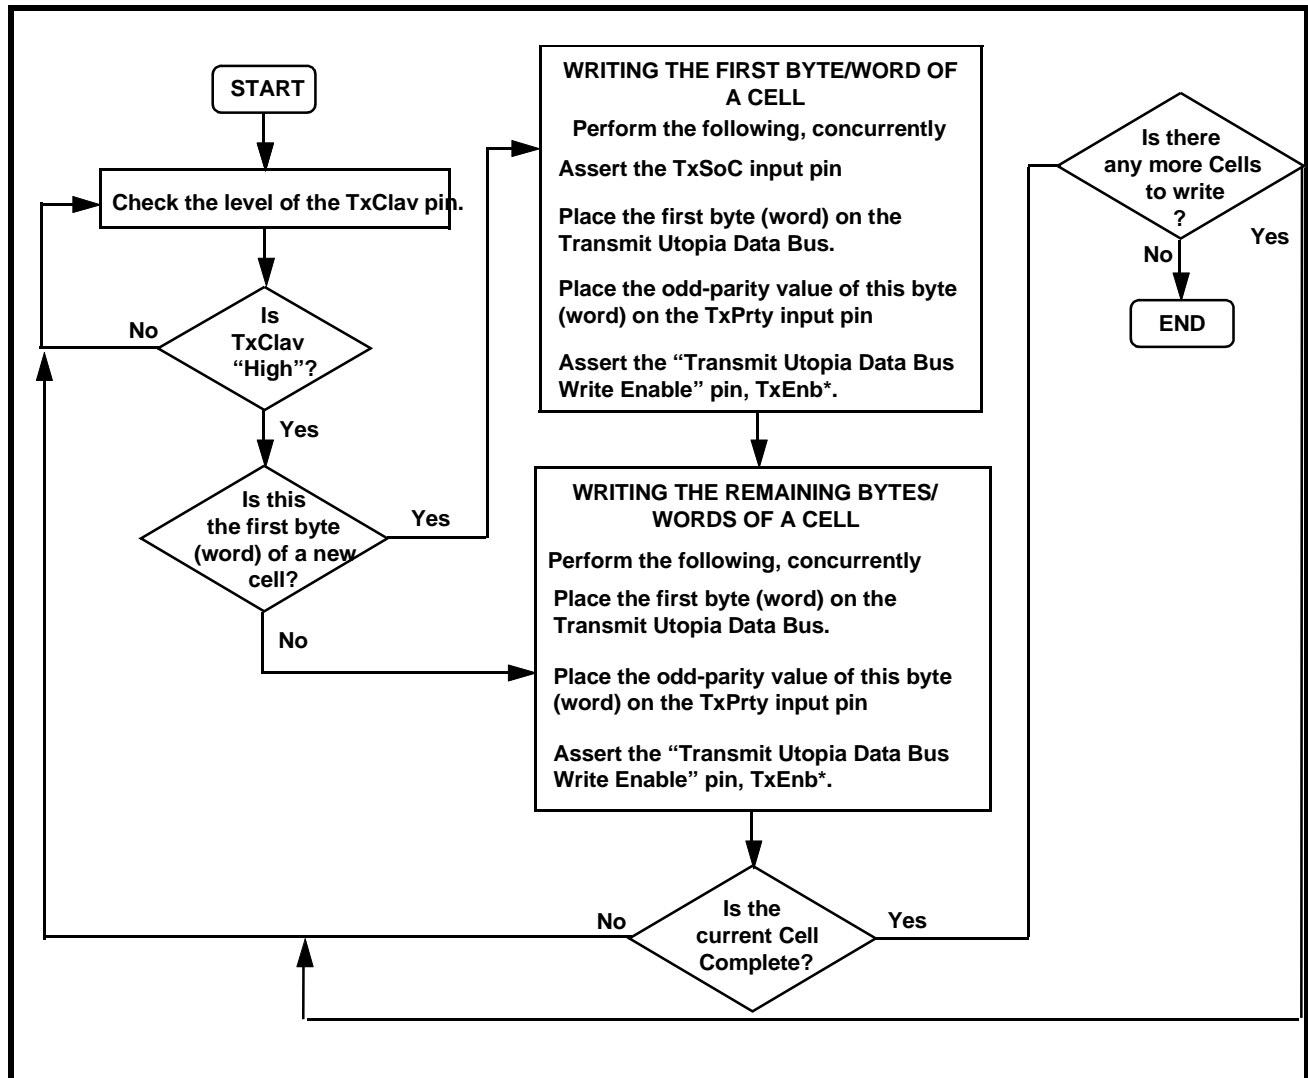 START
Check the level of the TxClav pin.
Is
TxClav
“High”?
No
Yes
Is this
the first byte
(word) of a new
cell?
Yes
No
WRITING THE FIRST BYTE/WORD OF
A CELL
Perform the following, concurrently
Assert the TxSoC input pin
Place the first byte (word) on the
Transmit Utopia Data Bus.
Place the odd-parity value of this byte
(word) on the TxPrty input pin
Assert the “Transmit Utopia Data Bus
Write Enable” pin, TxEnb*.
WRITING THE REMAINING BYTES/
WORDS OF A CELL
Perform the following, concurrently
Place the first byte (word) on the
Transmit Utopia Data Bus.
Place the odd-parity value of this byte
(word) on the TxPrty input pin
Assert the “Transmit Utopia Data Bus
Write Enable” pin, TxEnb*.
Is the
current Cell
Complete?
No
Yes
Is there
any more Cells
to write
?
No
Yes
END